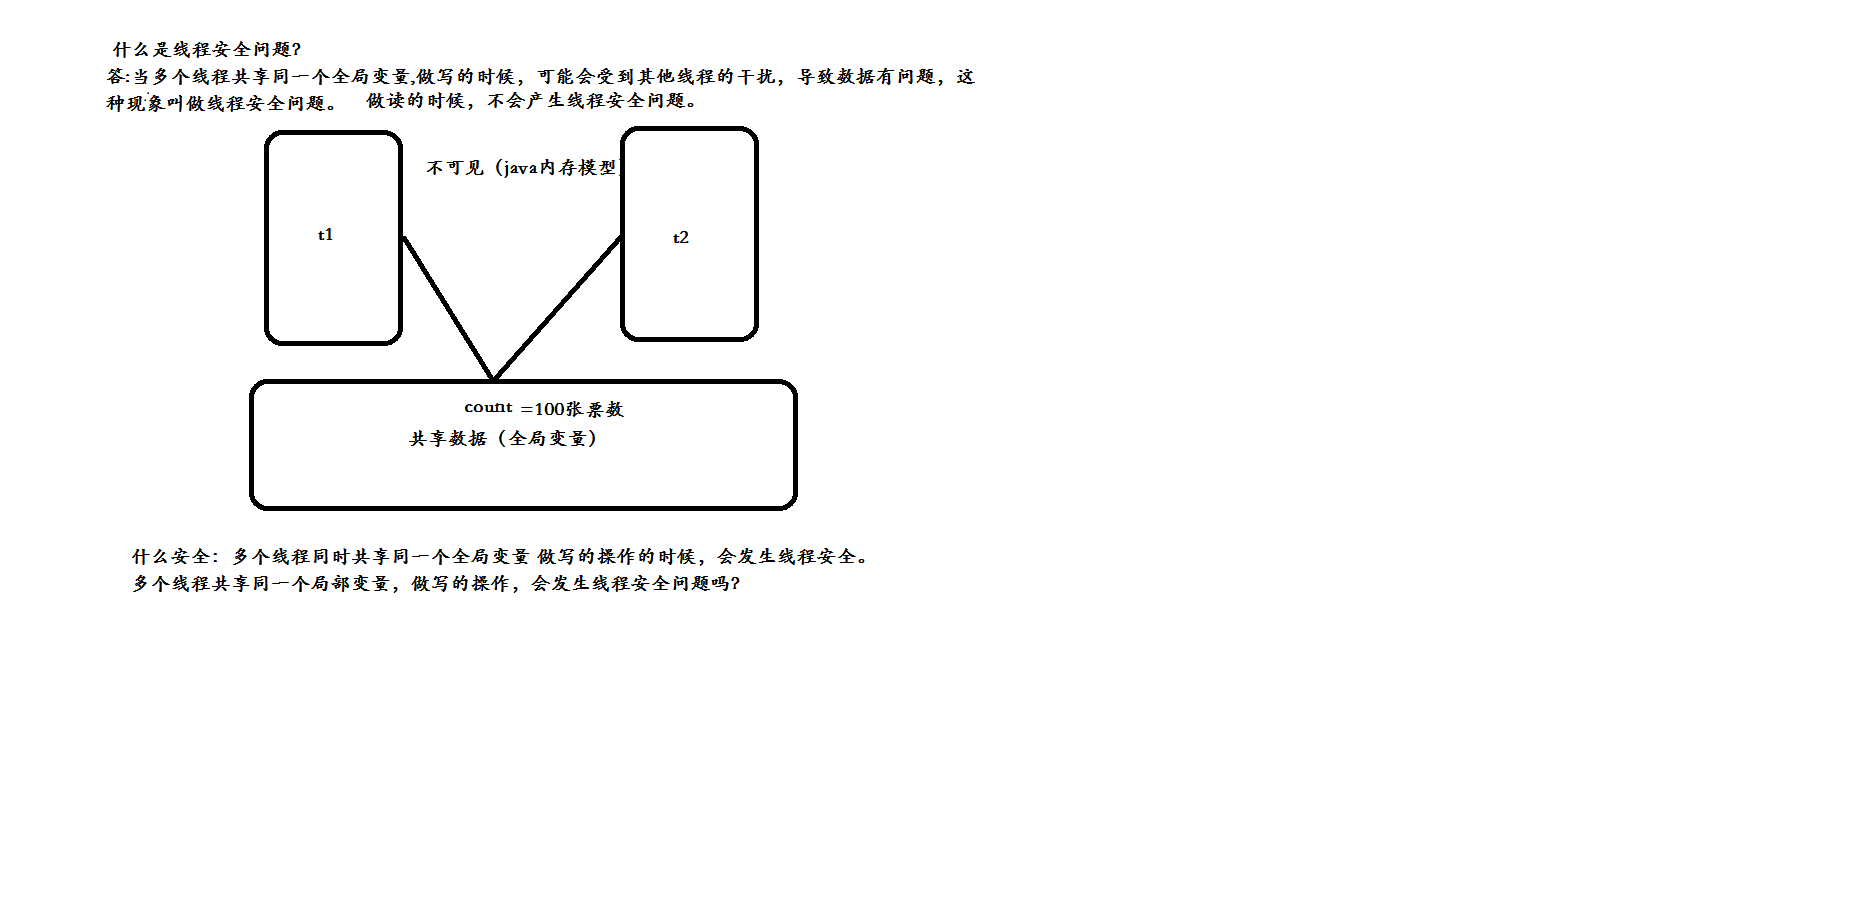 什么是线程安全问题?
答:当多个线程共享同一个全局变量,做写的时候，可能会受到其他线程的干扰，导致数据有问题，这
种现象叫做线程安全问题。 做读的时候，不会产生线程安全问题。
不可见（java内存模型
t1
t2
count =100张票数
共享数据（全局变量）
什么安全：多个线程同时共享同一个全局变量 做写的操作的时候，会发生线程安全。
多个线程共享同一个局部变量，做写的操作，会发生线程安全问题吗?